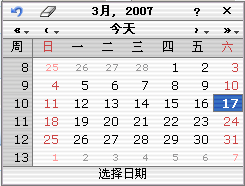 3月, 2007 ? ×
« ‹ 今天 › »
周 日 一 二 三 四 五 六
8 25 26 27 28 1 2 3
9 4 5 6 7 8 9 10
10 11 12 13 14 15 16 17
11 18 19 20 21 22 23 24
12 25 26 27 28 29 30 31
13 1 2 3 4 5 6 7
选择日期